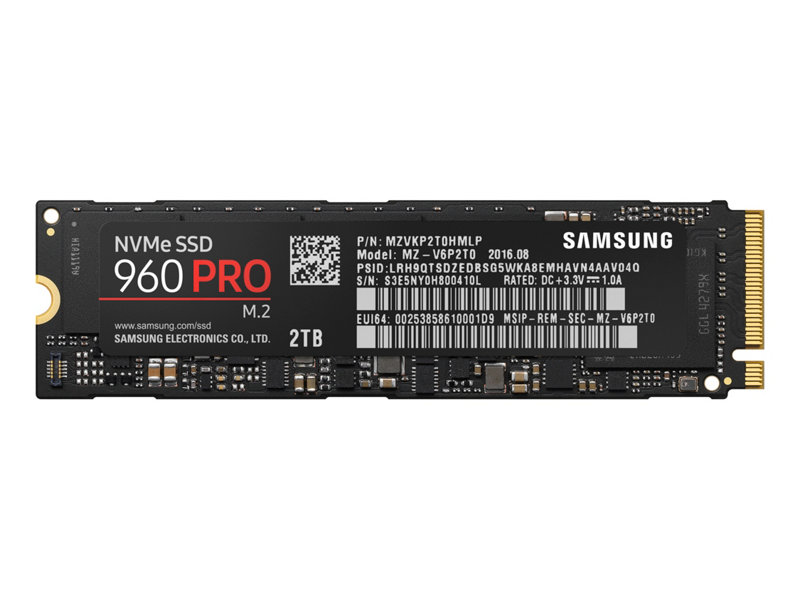 NVMe SSD
960 PRO
M.2
www.samsung.com/ssd
SAMSUNG ELECTRONICS CO., LTD.
2TB
P/N: MZVKP2T0HMLP
Model: MZ-V6P2T0 2016.08
PSID:LRH9QTSDZEDBSG5WKA8EMHAVN4AAV04Q
S/N: S3E5NY0H800410L RATED: DC+3.3V⎓1.0A
EUI64: 00253858610001D9 MSIP-REM-SEC-MZ-V6P2T0
SAMSUNG